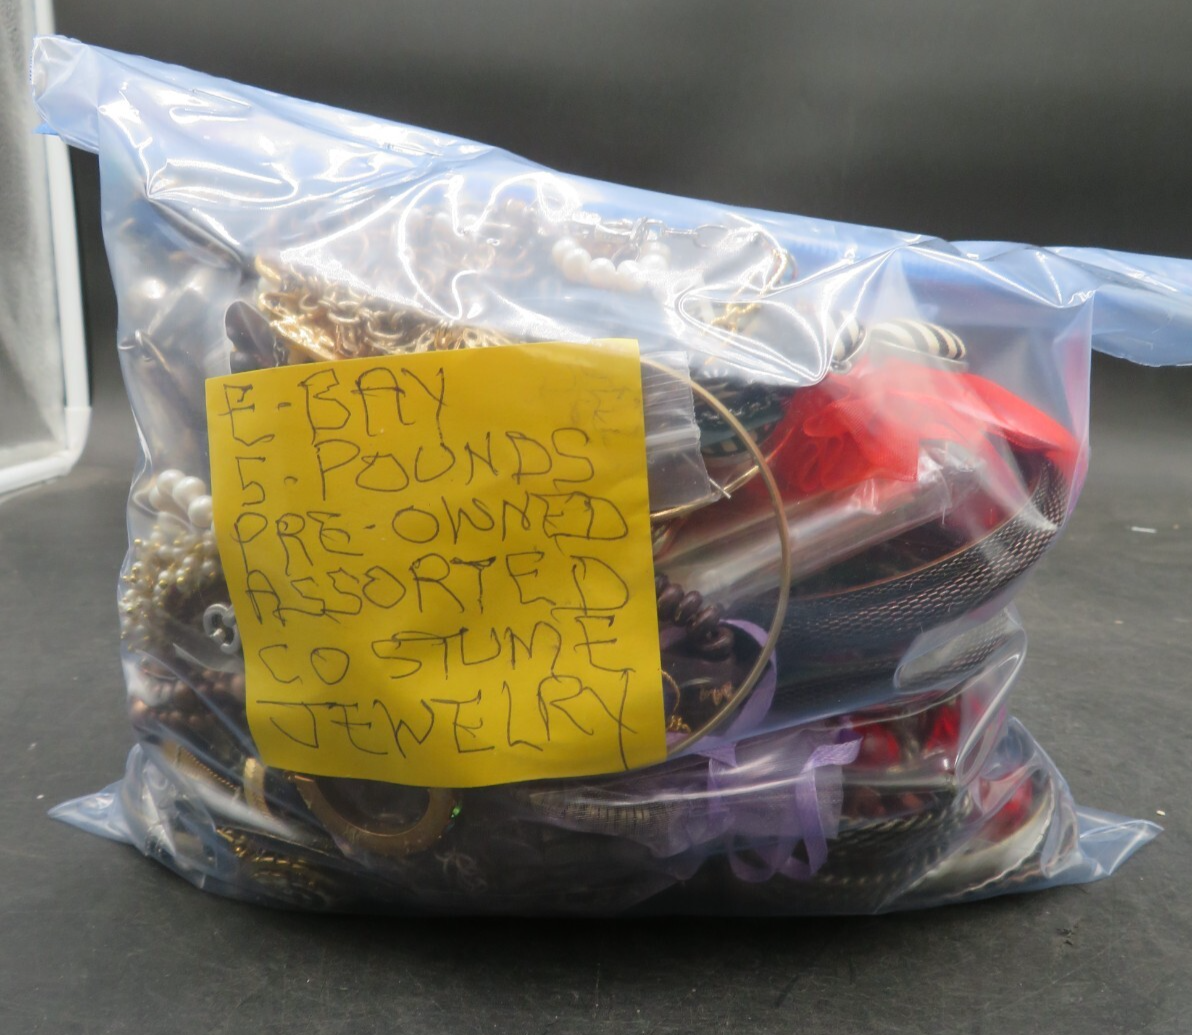 E-BAY
5-POUNDS
PRE-OWNED
ASSORTED
COSTUME
JEWELRY